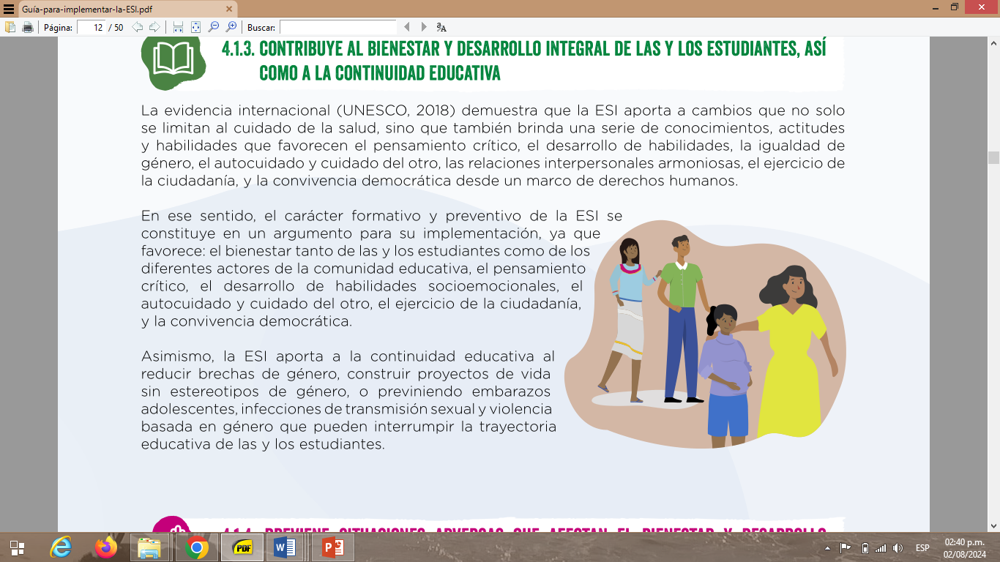 Guía-para-implementar-la-ESI.pdf
Página: 12 / 50 Buscar:
4.1.3. CONTRIBUYE AL BIENESTAR Y DESARROLLO INTEGRAL DE LAS Y LOS ESTUDIANTES, ASÍ
COMO A LA CONTINUIDAD EDUCATIVA
La evidencia internacional (UNESCO, 2018) demuestra que la ESI aporta a cambios que no solo
se limitan al cuidado de la salud, sino que también brinda una serie de conocimientos, actitudes
y habilidades que favorecen el pensamiento crítico, el desarrollo de habilidades, la igualdad de
género, el autocuidado y cuidado del otro, las relaciones interpersonales armoniosas, el ejercicio de
la ciudadanía, y la convivencia democrática desde un marco de derechos humanos.
En ese sentido, el carácter formativo y preventivo de la ESI se
constituye en un argumento para su implementación, ya que
favorece: el bienestar tanto de las y los estudiantes como de los
diferentes actores de la comunidad educativa, el pensamiento
crítico, el desarrollo de habilidades socioemocionales, el
autocuidado y cuidado del otro, el ejercicio de la ciudadanía,
y la convivencia democrática.
Asimismo, la ESI aporta a la continuidad educativa al
reducir brechas de género, construir proyectos de vida
sin estereotipos de género, o previniendo embarazos
adolescentes, infecciones de transmisión sexual y violencia
basada en género que pueden interrumpir la trayectoria
educativa de las y los estudiantes.
4.1.4. PREVIENE SITUACIONES ADVERSAS QUE AFECTAN EL BIENESTAR Y DESARROLLO
PDF
ESP
02:40 p.m.
02/08/2024